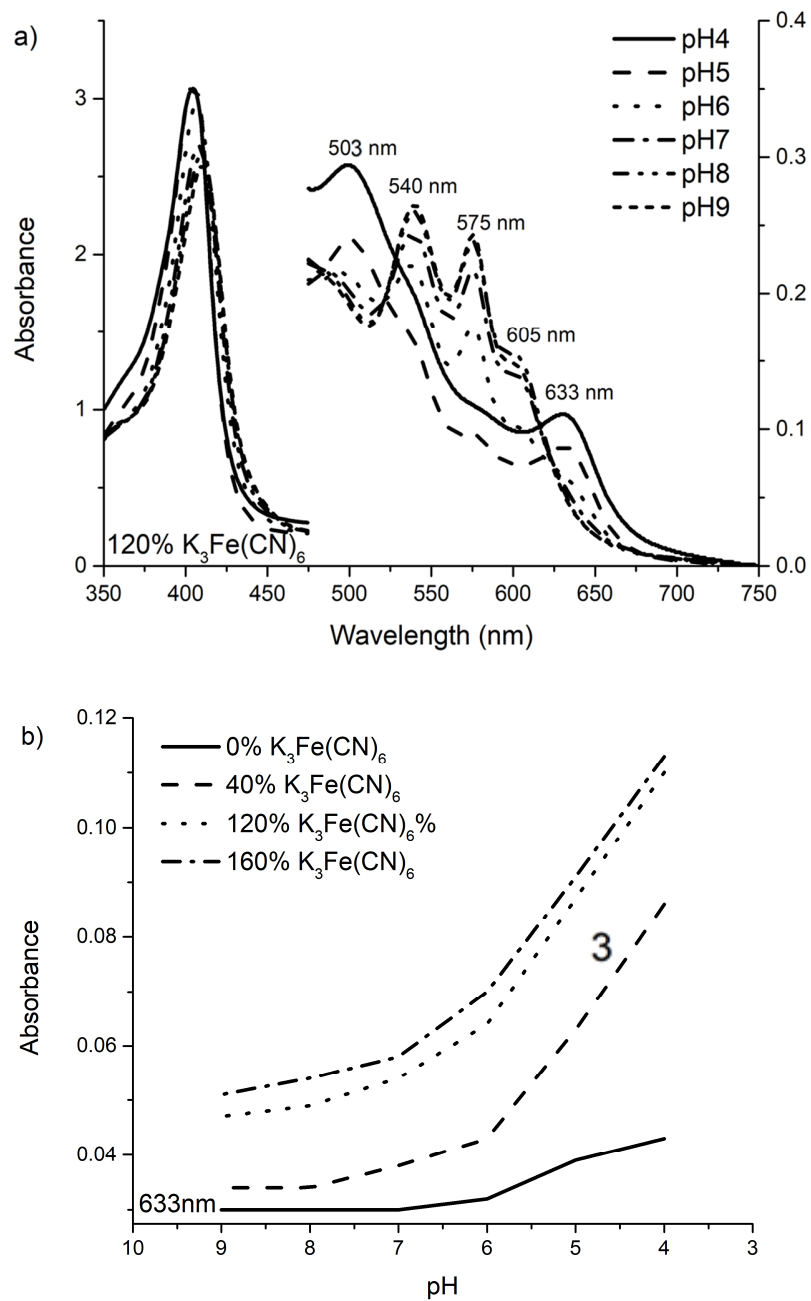 a)
Absorbance
3
2
1
0
0.4
0.3
0.2
0.1
0.0
pH4
pH5
pH6
pH7
pH8
pH9
503 nm
540 nm
575 nm
605 nm
633 nm
120% K₃Fe(CN)₆
350 400 450 500 550 600 650 700 750
Wavelength (nm)
b)
Absorbance
0.12
0.10
0.08
0.06
0.04
0% K₃Fe(CN)₆
40% K₃Fe(CN)₆
120% K₃Fe(CN)₆%
160% K₃Fe(CN)₆
3
633nm
10 9 8 7 6 5 4 3
pH